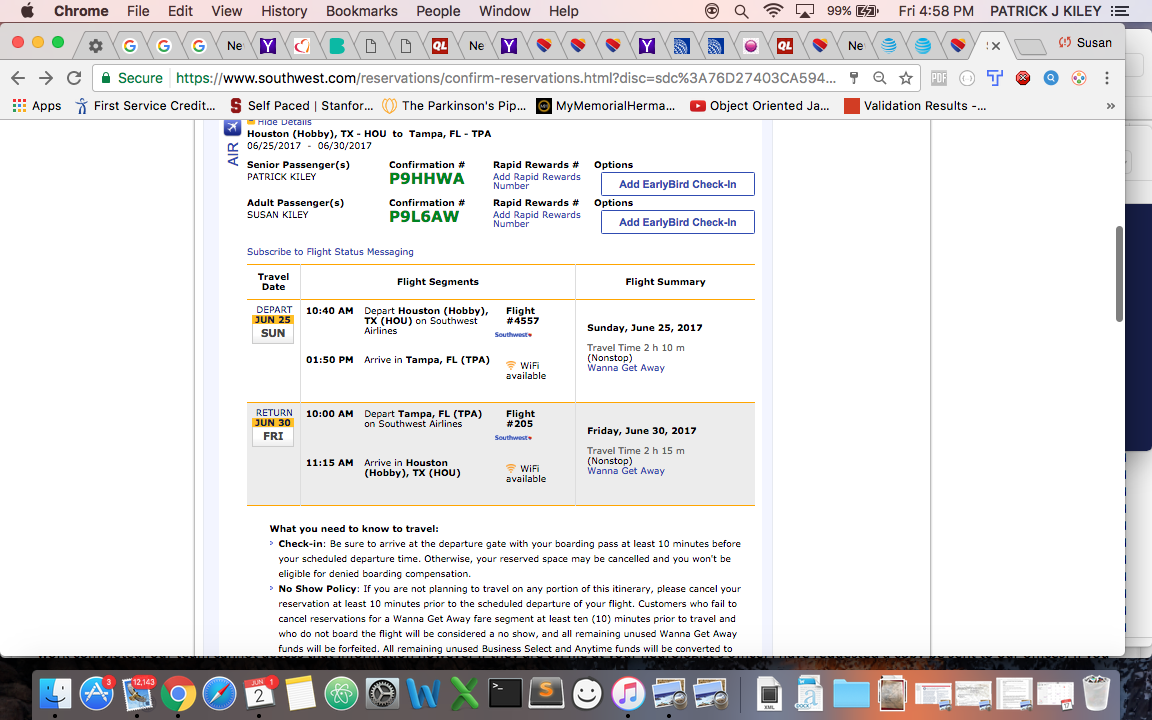 Chrome File Edit View History Bookmarks People Window Help 99% Fri 4:58 PM PATRICK J KILEY
Ne QL Ne QL Ne Susan
Secure https://www.southwest.com/reservations/confirm-reservations.html?disc=sdc%3A76D27403CA594... PDF
Apps First Service Credit... Self Paced | Stanfor... The Parkinson's Pip... MyMemorialHerma... Object Oriented Ja... Validation Results -... »
Hide Details
AIR
Houston (Hobby), TX - HOU to Tampa, FL - TPA
06/25/2017 - 06/30/2017
Senior Passenger(s) Confirmation # Rapid Rewards # Options
PATRICK KILEY P9HHWA Add Rapid Rewards Number Add EarlyBird Check-In
Adult Passenger(s) Confirmation # Rapid Rewards # Options
SUSAN KILEY P9L6AW Add Rapid Rewards Number Add EarlyBird Check-In
Subscribe to Flight Status Messaging
Travel Date Flight Segments Flight Summary
DEPART
JUN 25
SUN
10:40 AM Depart Houston (Hobby), TX (HOU) on Southwest Airlines
Flight #4557
Southwest
01:50 PM Arrive in Tampa, FL (TPA)
WiFi available
Sunday, June 25, 2017
Travel Time 2 h 10 m
(Nonstop)
Wanna Get Away
RETURN
JUN 30
FRI
10:00 AM Depart Tampa, FL (TPA) on Southwest Airlines
Flight #205
Southwest
11:15 AM Arrive in Houston (Hobby), TX (HOU)
WiFi available
Friday, June 30, 2017
Travel Time 2 h 15 m
(Nonstop)
Wanna Get Away
What you need to know to travel:
Check-in: Be sure to arrive at the departure gate with your boarding pass at least 10 minutes before
your scheduled departure time. Otherwise, your reserved space may be cancelled and you won't be
eligible for denied boarding compensation.
No Show Policy: If you are not planning to travel on any portion of this itinerary, please cancel your
reservation at least 10 minutes prior to the scheduled departure of your flight. Customers who fail to
cancel reservations for a Wanna Get Away fare segment at least ten (10) minutes prior to travel and
who do not board the flight will be considered a no show, and all remaining unused Wanna Get Away
funds will be forfeited. All remaining unused Business Select and Anytime funds will be converted to
3 12,143 JUN 2 1 XML DOCX 17